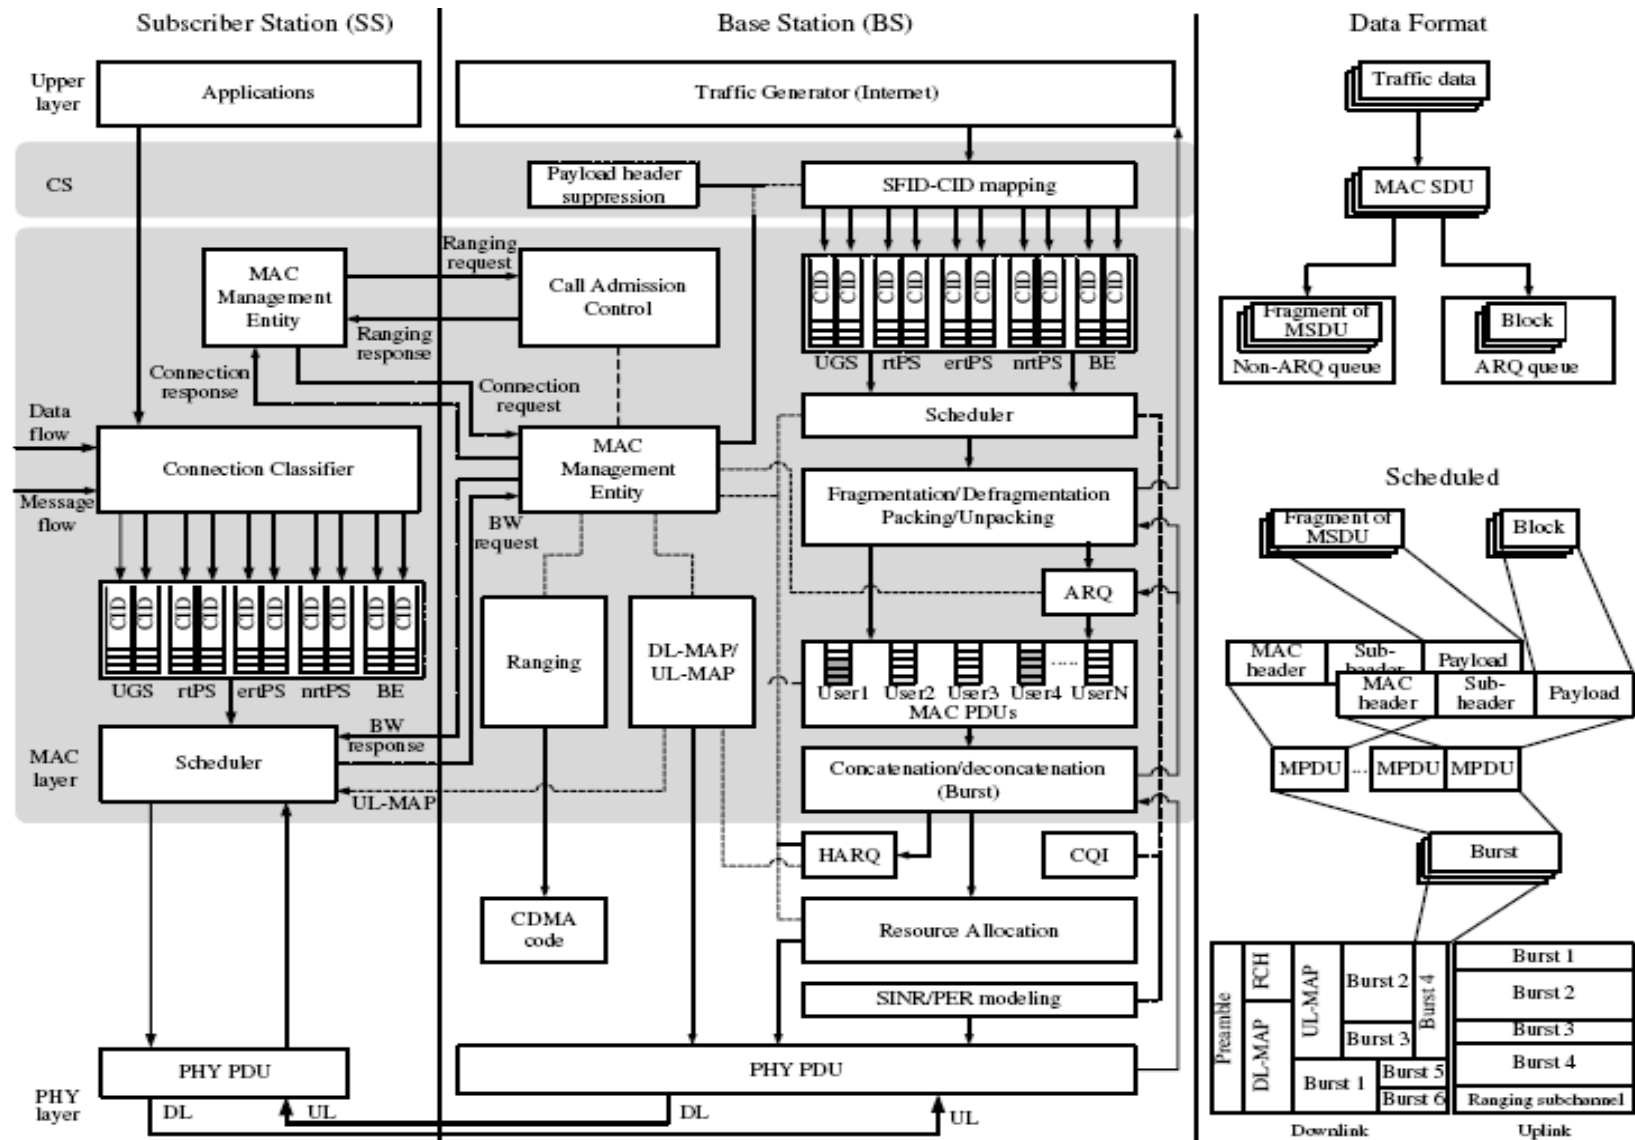 Subscriber Station (SS)
Base Station (BS)
Data Format
Upper
layer
Applications
Traffic Generator (Internet)
Traffic data
CS
Payload header
suppression
SFID-CID mapping
MAC SDU
MAC
Management
Entity
Ranging
request
Call Admission
Control
Ranging
response
CID
CID
CID
CID
CID
CID
CID
CID
CID
CID
UGS
rtPS
ertPS
nrtPS
BE
Fragment of
MSDU
Non-ARQ queue
Block
ARQ queue
Connection
response
Connection
request
Scheduler
Data
flow
Message
flow
Connection Classifier
MAC
Management
Entity
BW
request
Fragmentation/Defragmentation
Packing/Unpacking
ARQ
Scheduled
Fragment of
MSDU
Block
CID
CID
CID
CID
CID
CID
CID
CID
CID
CID
UGS
rtPS
ertPS
nrtPS
BE
Ranging
DL-MAP/
UL-MAP
User1
User2
User3
User4
.....
UserN
MAC PDUs
MAC
header
Sub-
header
Payload
MAC
header
Sub-
header
Payload
MAC
layer
Scheduler
BW
response
UL-MAP
Concatenation/deconcatenation
(Burst)
MPDU
...
MPDU
MPDU
HARQ
CQI
Burst
CDMA
code
Resource Allocation
SINR/PER modeling
Preamble
FCH
DL-MAP
UL-MAP
Burst 2
Burst 3
Burst 4
Burst 1
Burst 5
Burst 6
Downlink
Burst 1
Burst 2
Burst 3
Burst 4
Ranging subchannel
Uplink
PHY
layer
PHY PDU
PHY PDU
DL
UL
DL
UL